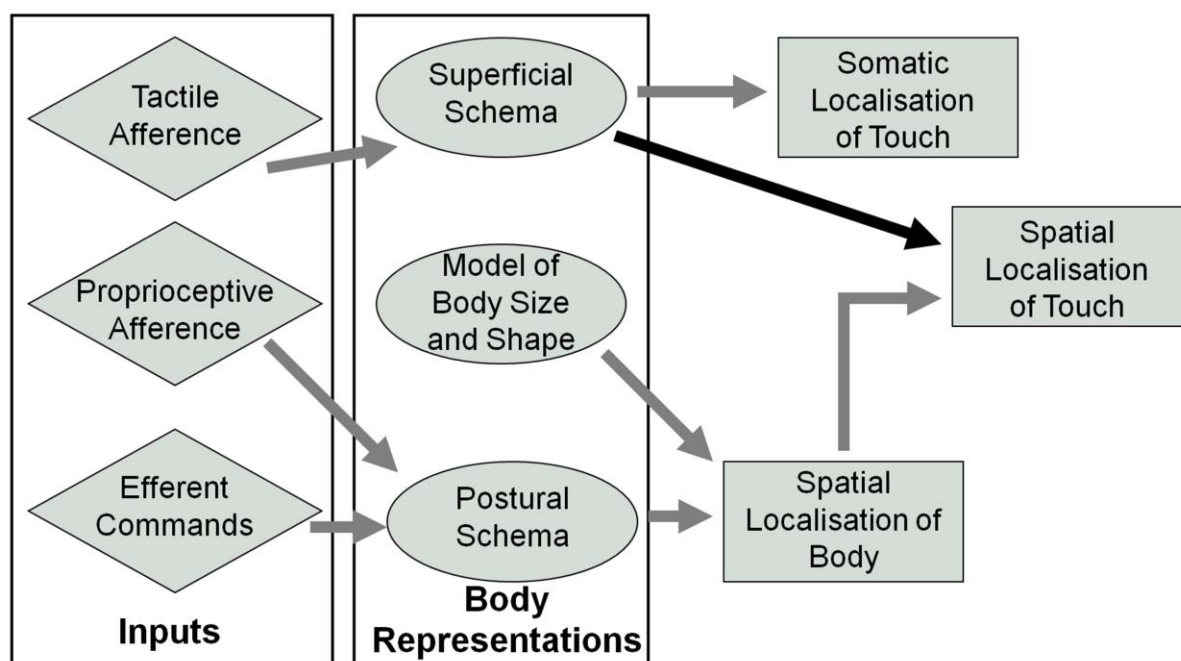 Tactile
Afference
Proprioceptive
Afference
Efferent
Commands
Inputs
Superficial
Schema
Model of
Body Size
and Shape
Postural
Schema
Body
Representations
Somatic
Localisation
of Touch
Spatial
Localisation
of Touch
Spatial
Localisation of
Body